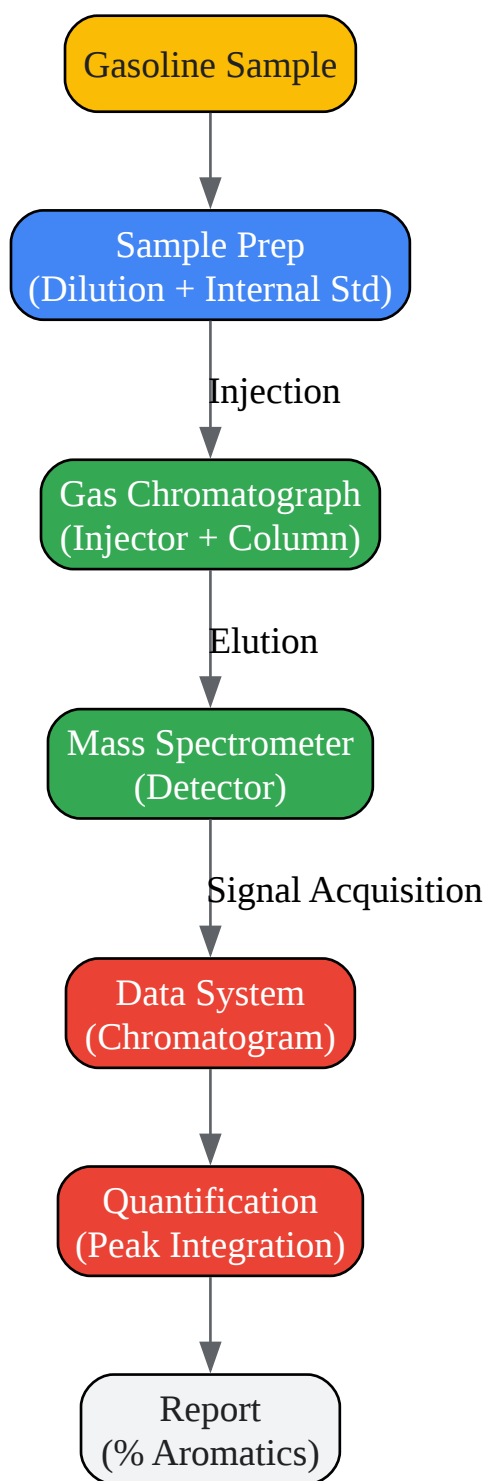 Gasoline Sample
Sample Prep
(Dilution + Internal Std)
Injection
Gas Chromatograph
(Injector + Column)
Elution
Mass Spectrometer
(Detector)
Signal Acquisition
Data System
(Chromatogram)
Quantification
(Peak Integration)
Report
(% Aromatics)